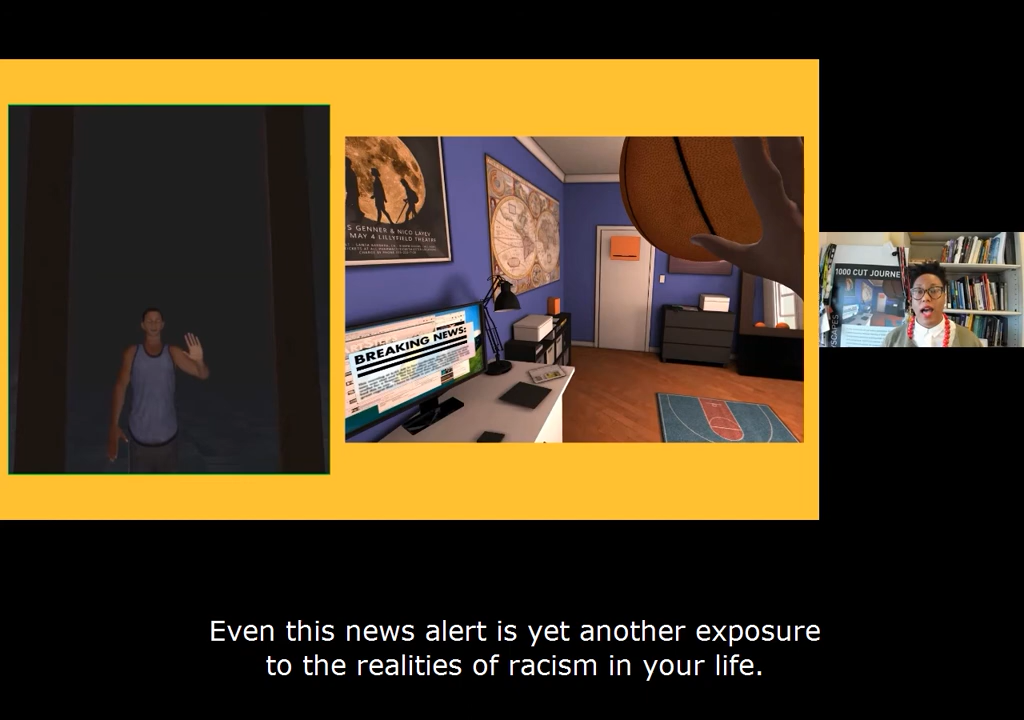 S GENNER & NICO LAYEY
MAY 4 LILLYFIELD THEATRE
BREAKING NEWS:
1000 CUT JOURNE
Even this news alert is yet another exposure
to the realities of racism in your life.